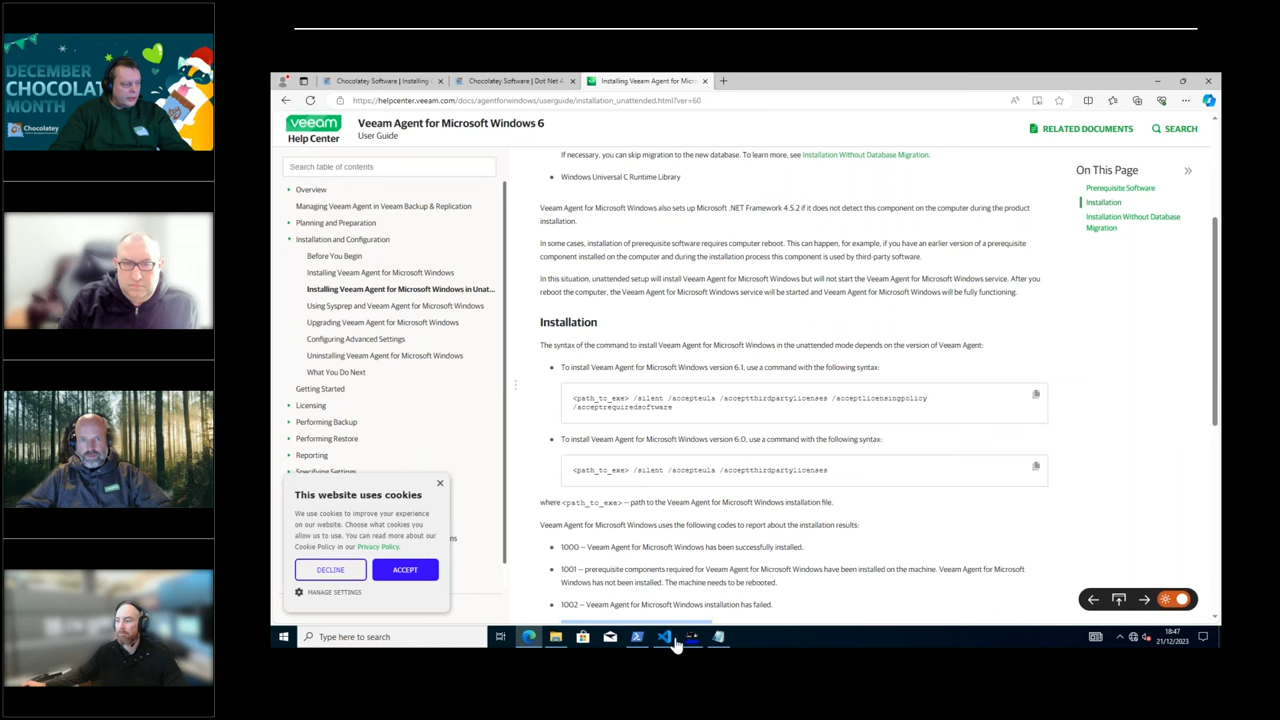 DECEMBER
CHOCOLAT
MONTH
Chocolatey
Chocolatey Software | Installing
Chocolatey Software | Dot Net 4
Installing Veeam Agent for Micro
https://helpcenter.veeam.com/docs/agentforwindows/userguide/installation_unattended.html?ver=60
veeam
Help Center
Veeam Agent for Microsoft Windows 6
User Guide
RELATED DOCUMENTS
SEARCH
Search table of contents
Overview
Managing Veeam Agent in Veeam Backup & Replication
Planning and Preparation
Installation and Configuration
Before You Begin
Installing Veeam Agent for Microsoft Windows
Installing Veeam Agent for Microsoft Windows in Unat...
Using Sysprep and Veeam Agent for Microsoft Windows
Upgrading Veeam Agent for Microsoft Windows
Configuring Advanced Settings
Uninstalling Veeam Agent for Microsoft Windows
What You Do Next
Getting Started
Licensing
Performing Backup
Performing Restore
Reporting
Specifying Settings
ns
This website uses cookies
We use cookies to improve your experience
on our website. Choose what cookies you
allow us to use. You can read more about our
Cookie Policy in our Privacy Policy.
DECLINE
ACCEPT
MANAGE SETTINGS
If necessary, you can skip migration to the new database. To learn more, see Installation Without Database Migration.
Windows Universal C Runtime Library
Veeam Agent for Microsoft Windows also sets up Microsoft .NET Framework 4.5.2 if it does not detect this component on the computer during the product
installation.
In some cases, installation of prerequisite software requires computer reboot. This can happen, for example, if you have an earlier version of a prerequisite
component installed on the computer and during the installation process this component is used by third-party software.
In this situation, unattended setup will install Veeam Agent for Microsoft Windows but will not start the Veeam Agent for Microsoft Windows service. After you
reboot the computer, the Veeam Agent for Microsoft Windows service will be started and Veeam Agent for Microsoft Windows will be fully functioning.
Installation
The syntax of the command to install Veeam Agent for Microsoft Windows in the unattended mode depends on the version of Veeam Agent:
To install Veeam Agent for Microsoft Windows version 6.1, use a command with the following syntax:
<path_to_exe> /silent /accepteula /acceptthirdpartylicenses /acceptlicensingpolicy
/acceptrequiredsoftware
To install Veeam Agent for Microsoft Windows version 6.0, use a command with the following syntax:
<path_to_exe> /silent /accepteula /acceptthirdpartylicenses
where <path_to_exe> — path to the Veeam Agent for Microsoft Windows installation file.
Veeam Agent for Microsoft Windows uses the following codes to report about the installation results:
1000 — Veeam Agent for Microsoft Windows has been successfully installed.
1001 — prerequisite components required for Veeam Agent for Microsoft Windows have been installed on the machine. Veeam Agent for Microsoft
Windows has not been installed. The machine needs to be rebooted.
1002 — Veeam Agent for Microsoft Windows installation has failed.
On This Page
Prerequisite Software
Installation
Installation Without Database
Migration
Type here to search
18:47
21/12/2023